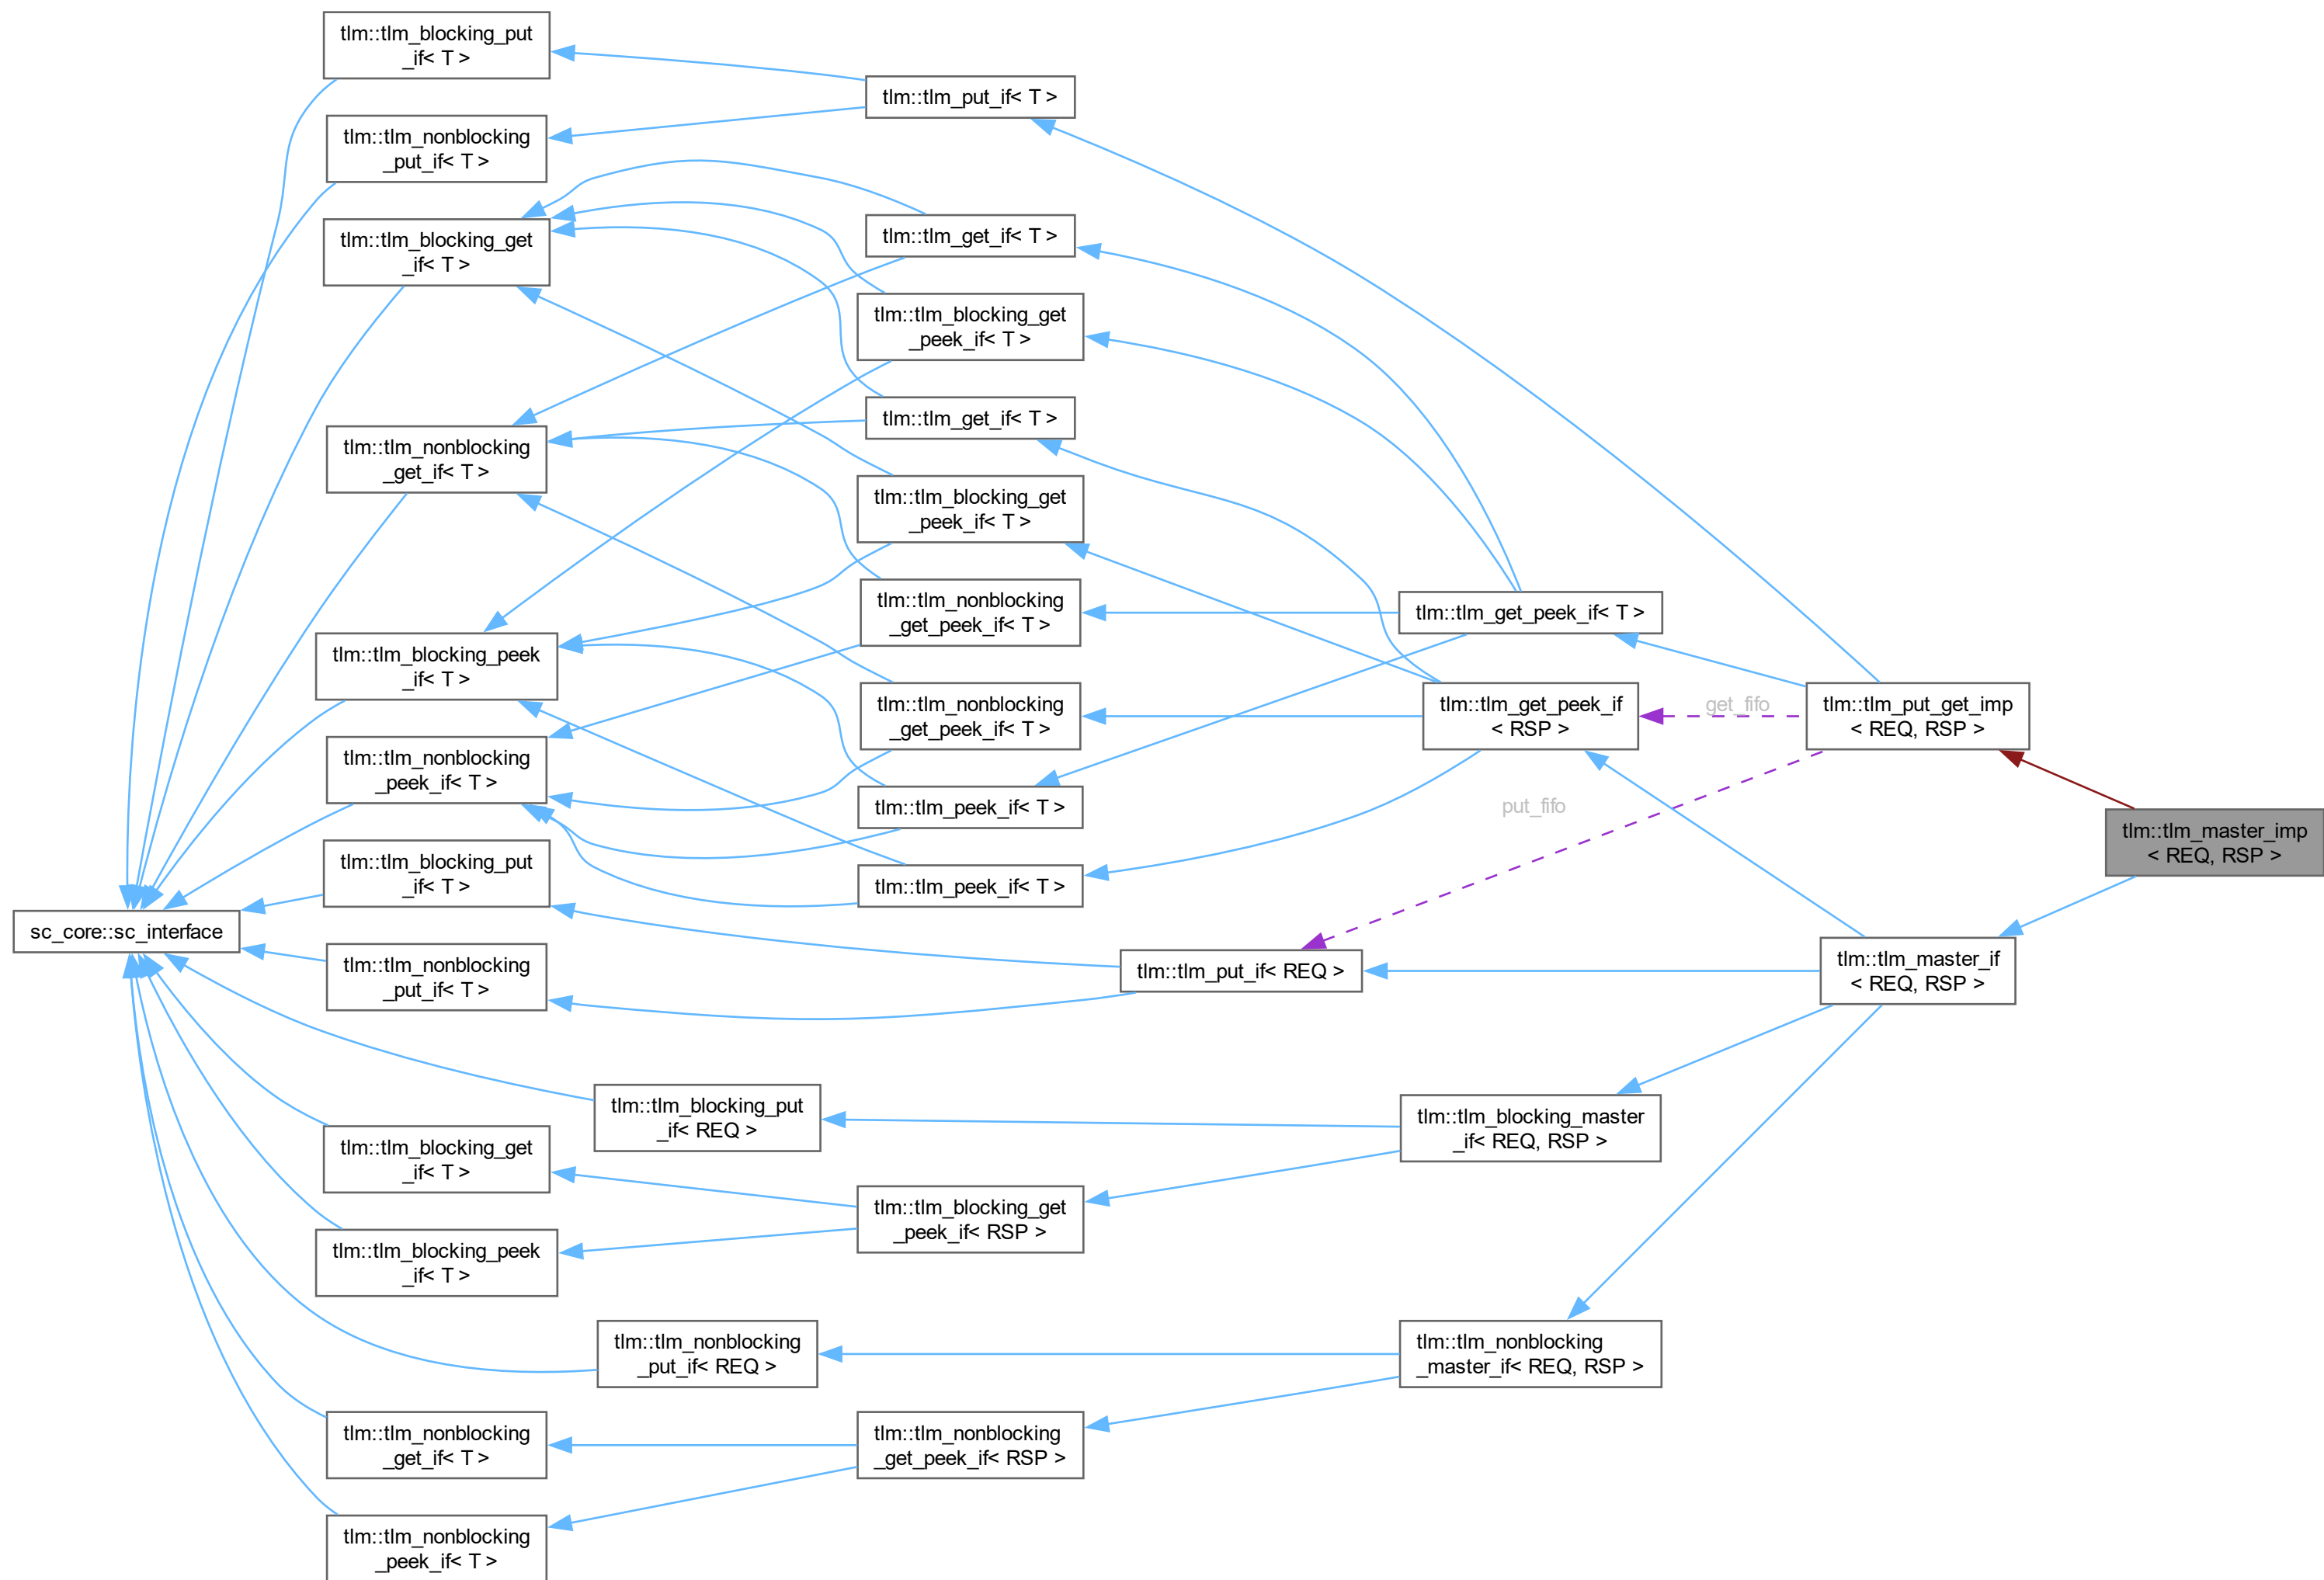 tlm::tlm_blocking_put
_if< T >
tlm::tlm_nonblocking
_put_if< T >
tlm::tlm_blocking_get
_if< T >
tlm::tlm_nonblocking
_get_if< T >
tlm::tlm_blocking_peek
_if< T >
tlm::tlm_nonblocking
_peek_if< T >
tlm::tlm_blocking_put
_if< T >
sc_core::sc_interface
tlm::tlm_nonblocking
_put_if< T >
tlm::tlm_blocking_put
_if< REQ >
tlm::tlm_blocking_get
_if< T >
tlm::tlm_blocking_peek
_if< T >
tlm::tlm_nonblocking
_put_if< REQ >
tlm::tlm_nonblocking
_get_if< T >
tlm::tlm_nonblocking
_peek_if< T >
tlm::tlm_put_if< T >
tlm::tlm_get_if< T >
tlm::tlm_blocking_get
_peek_if< T >
tlm::tlm_get_if< T >
tlm::tlm_blocking_get
_peek_if< T >
tlm::tlm_nonblocking
_get_peek_if< T >
tlm::tlm_nonblocking
_get_peek_if< T >
tlm::tlm_peek_if< T >
tlm::tlm_peek_if< T >
tlm::tlm_put_if< REQ >
tlm::tlm_blocking_get
_peek_if< RSP >
tlm::tlm_nonblocking
_get_peek_if< RSP >
tlm::tlm_get_peek_if< T >
tlm::tlm_get_peek_if
< RSP >
get_fifo
put_fifo
tlm::tlm_blocking_master
_if< REQ, RSP >
tlm::tlm_nonblocking
_master_if< REQ, RSP >
tlm::tlm_put_get_imp
< REQ, RSP >
tlm::tlm_master_if
< REQ, RSP >
tlm::tlm_master_imp
< REQ, RSP >